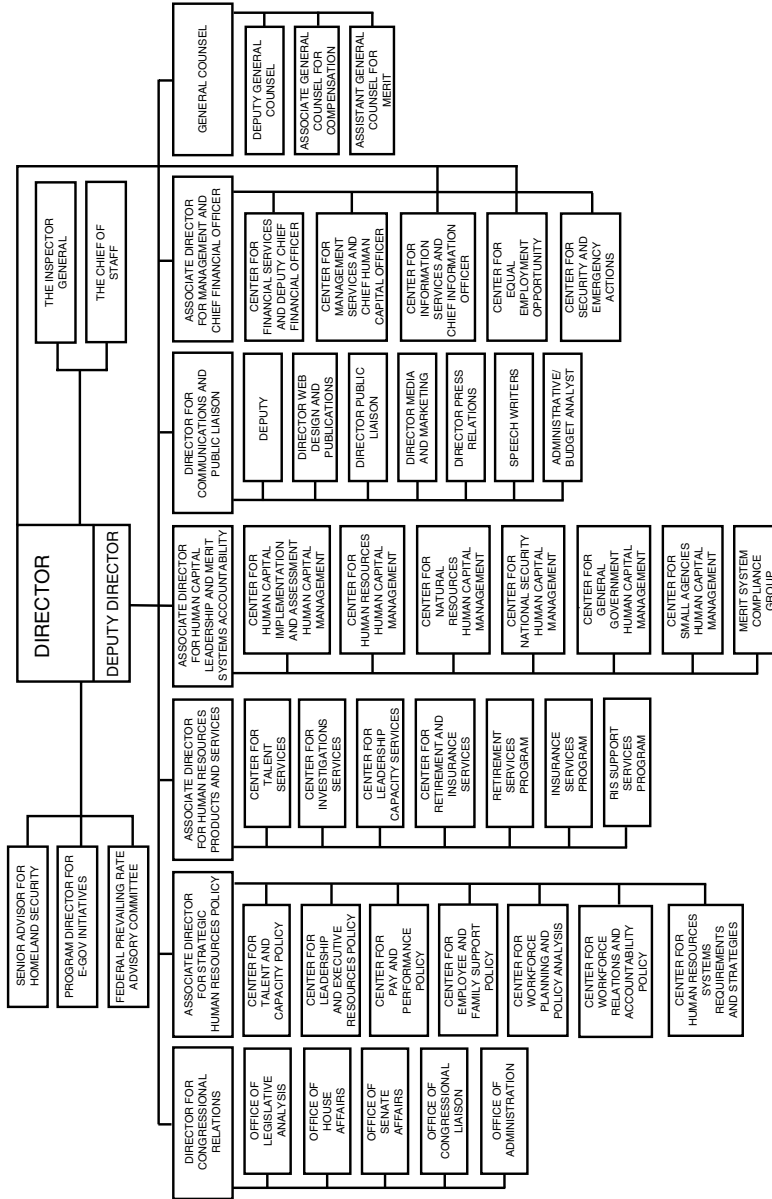 DIRECTOR
DEPUTY DIRECTOR
SENIOR ADVISOR FOR
HOMELAND SECURITY
PROGRAM DIRECTOR FOR
E-GOV INITIATIVES
FEDERAL PREVAILING RATE
ADVISORY COMMITTEE
THE INSPECTOR
GENERAL
THE CHIEF OF
STAFF
DIRECTOR FOR
CONGRESSIONAL
RELATIONS
OFFICE OF
LEGISLATIVE
ANALYSIS
OFFICE OF
HOUSE
AFFAIRS
OFFICE OF
SENATE
AFFAIRS
OFFICE OF
CONGRESSIONAL
LIAISON
OFFICE OF
ADMINISTRATION
ASSOCIATE DIRECTOR
FOR STRATEGIC
HUMAN RESOURCES POLICY
CENTER FOR
TALENT AND
CAPACITY POLICY
CENTER FOR
LEADERSHIP
AND EXECUTIVE
RESOURCES POLICY
CENTER FOR
PAY AND
PERFORMANCE
POLICY
CENTER FOR
EMPLOYEE AND
FAMILY SUPPORT
POLICY
CENTER FOR
WORKFORCE
PLANNING AND
POLICY ANALYSIS
CENTER FOR
WORKFORCE
RELATIONS AND
ACCOUNTABILITY
POLICY
CENTER FOR
HUMAN RESOURCES
SYSTEMS
REQUIREMENTS
AND STRATEGIES
ASSOCIATE DIRECTOR
FOR HUMAN RESOURCES
PRODUCTS AND SERVICES
CENTER FOR
TALENT
SERVICES
CENTER FOR
INVESTIGATIONS
SERVICES
CENTER FOR
LEADERSHIP
CAPACITY SERVICES
CENTER FOR
RETIREMENT AND
INSURANCE
SERVICES
RETIREMENT
SERVICES
PROGRAM
INSURANCE
SERVICES
PROGRAM
RIS SUPPORT
SERVICES
PROGRAM
ASSOCIATE DIRECTOR
FOR HUMAN CAPITAL
LEADERSHIP AND MERIT
SYSTEMS ACCOUNTABILITY
CENTER FOR
HUMAN CAPITAL
IMPLEMENTATION
AND ASSESSMENT
HUMAN CAPITAL
MANAGEMENT
CENTER FOR
HUMAN RESOURCES
HUMAN CAPITAL
MANAGEMENT
CENTER FOR
NATURAL
RESOURCES
HUMAN CAPITAL
MANAGEMENT
CENTER FOR
NATIONAL SECURITY
HUMAN CAPITAL
MANAGEMENT
CENTER FOR
GENERAL
GOVERNMENT
HUMAN CAPITAL
MANAGEMENT
CENTER FOR
SMALL AGENCIES
HUMAN CAPITAL
MANAGEMENT
MERIT SYSTEM
COMPLIANCE
GROUP
DIRECTOR FOR
COMMUNICATIONS AND
PUBLIC LIAISON
DEPUTY
DIRECTOR WEB
DESIGN AND
PUBLICATIONS
DIRECTOR PUBLIC
LIAISON
DIRECTOR MEDIA
AND MARKETING
DIRECTOR PRESS
RELATIONS
SPEECH WRITERS
ADMINISTRATIVE/
BUDGET ANALYST
ASSOCIATE DIRECTOR
FOR MANAGEMENT AND
CHIEF FINANCIAL OFFICER
CENTER FOR
FINANCIAL SERVICES
AND DEPUTY CHIEF
FINANCIAL OFFICER
CENTER FOR
MANAGEMENT
SERVICES AND
CHIEF HUMAN
CAPITAL OFFICER
CENTER FOR
INFORMATION
SERVICES AND
CHIEF INFORMATION
OFFICER
CENTER FOR
EQUAL
EMPLOYMENT
OPPORTUNITY
CENTER FOR
SECURITY AND
EMERGENCY
ACTIONS
GENERAL COUNSEL
DEPUTY GENERAL
COUNSEL
ASSOCIATE GENERAL
COUNSEL FOR
COMPENSATION
ASSISTANT GENERAL
COUNSEL FOR
MERIT